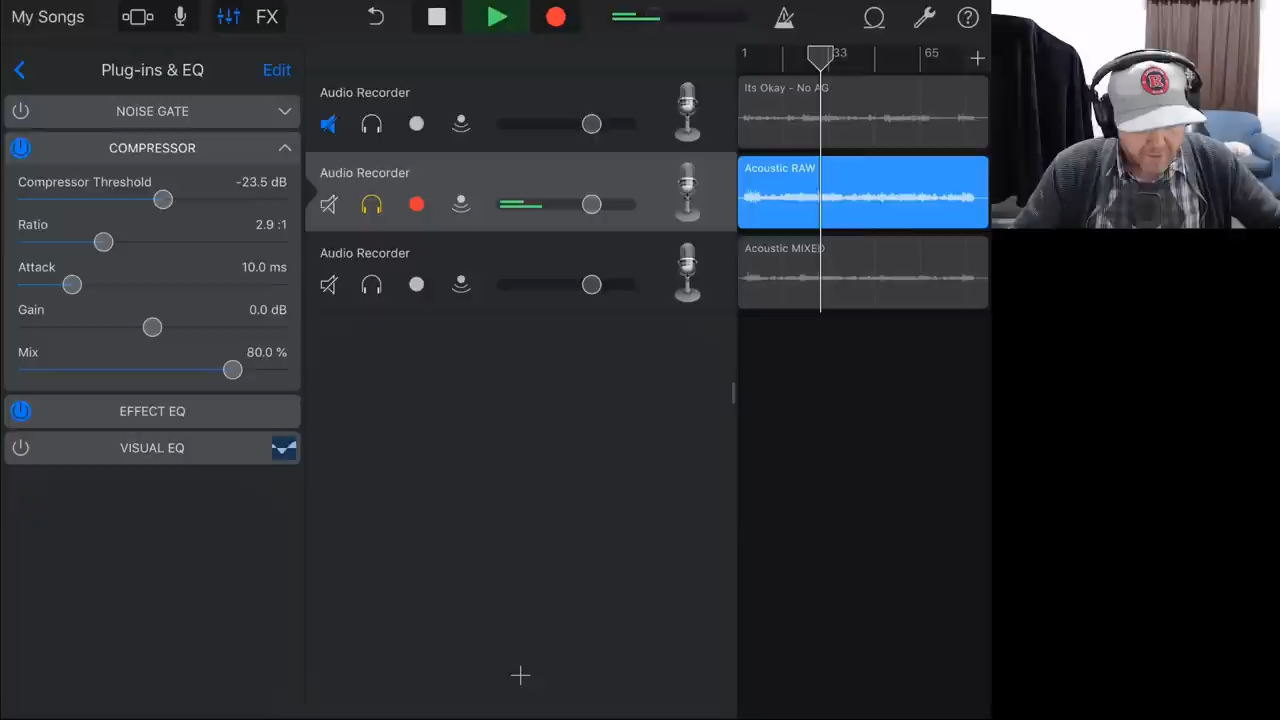 My Songs
FX
1
33
65
Plug-ins & EQ
Edit
NOISE GATE
COMPRESSOR
Compressor Threshold -23.5 dB
Ratio 2.9 :1
Attack 10.0 ms
Gain 0.0 dB
Mix 80.0 %
EFFECT EQ
VISUAL EQ
Audio Recorder
Its Okay - No AG
Audio Recorder
Acoustic RAW
Audio Recorder
Acoustic MIXED
R